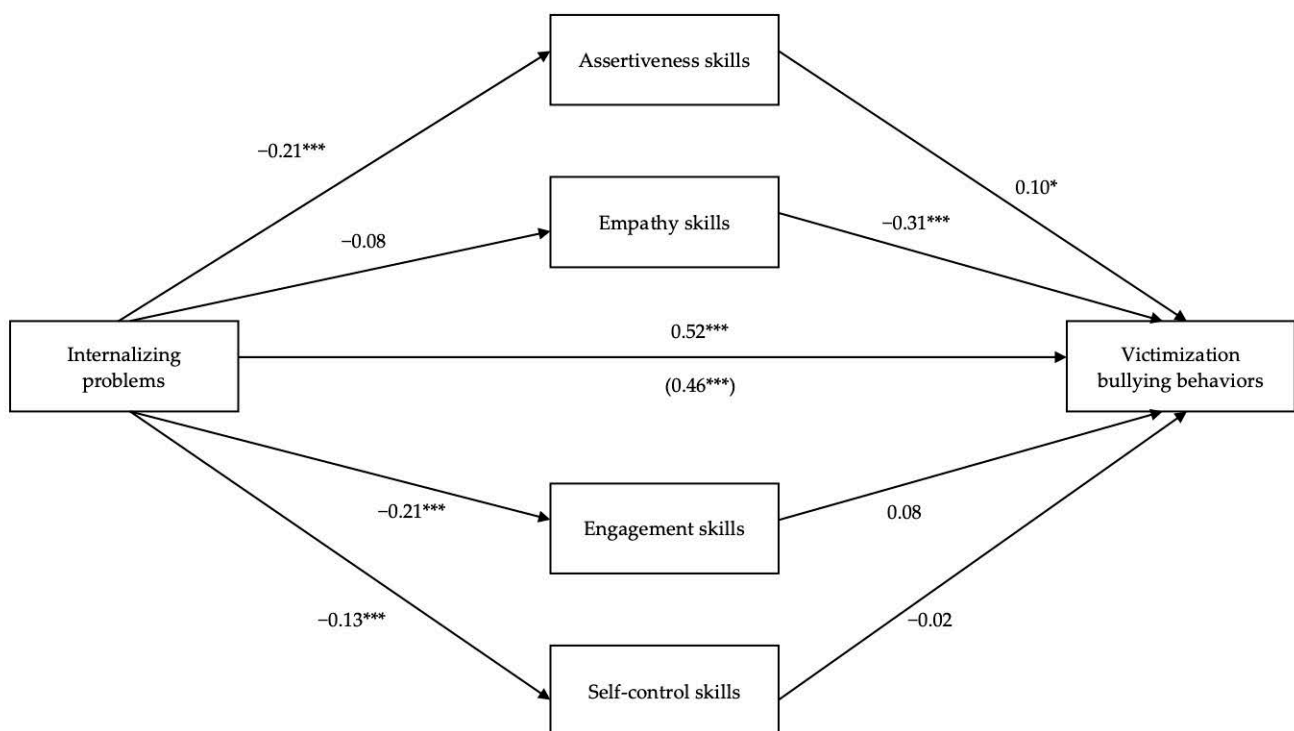 Assertiveness skills
−0.21***
0.10*
Empathy skills
−0.31***
−0.08
0.52***
Internalizing
problems
Victimization
bullying behaviors
(0.46***)
−0.21***
Engagement skills
0.08
−0.13***
−0.02
Self-control skills